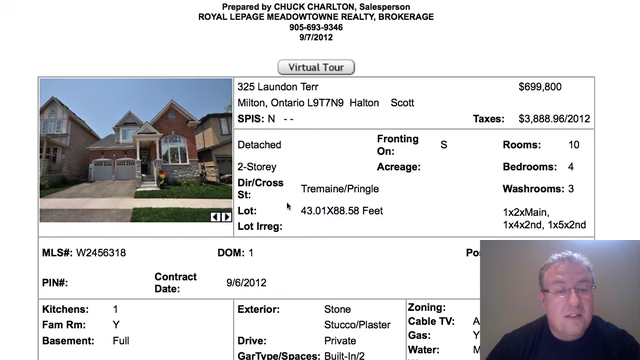 Prepared by CHUCK CHARLTON, Salesperson
ROYAL LEPAGE MEADOWTOWNE REALTY, BROKERAGE
905-693-9346
9/7/2012
Virtual Tour
325 Laundon Terr $699,800
Milton, Ontario L9T7N9 Halton Scott
SPIS: N - - Taxes: $3,888.96/2012
Detached Fronting On: S Rooms: 10
2-Storey Acreage: Bedrooms: 4
Dir/Cross St: Tremaine/Pringle Washrooms: 3
Lot: 43.01X88.58 Feet 1x2xMain,
Lot Irreg: 1x4x2nd, 1x5x2nd
MLS#: W2456318 DOM: 1
PIN#: Contract Date: 9/6/2012
Kitchens: 1 Exterior: Stone Zoning:
Fam Rm: Y Stucco/Plaster Cable TV: A
Basement: Full Drive: Private Gas: Y
GarType/Spaces: Built-In/2 Water: